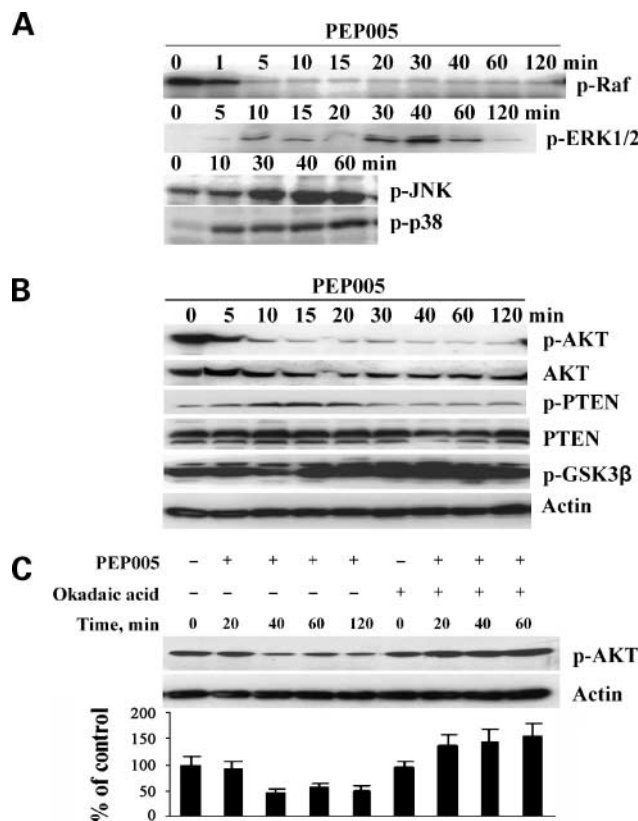 A
PEP005
0 1 5 10 15 20 30 40 60 120 min
p-Raf
0 5 10 15 20 30 40 60 120 min
p-ERK1/2
0 10 30 40 60 min
p-JNK
p-p38
B
PEP005
0 5 10 15 20 30 40 60 120 min
p-AKT
AKT
p-PTEN
PTEN
p-GSK3β
Actin
C
PEP005 – + + + + – + + +
Okadaic acid – – – – – + + + +
Time, min 0 20 40 60 120 0 20 40 60
p-AKT
Actin
% of control
200
150
100
50
0